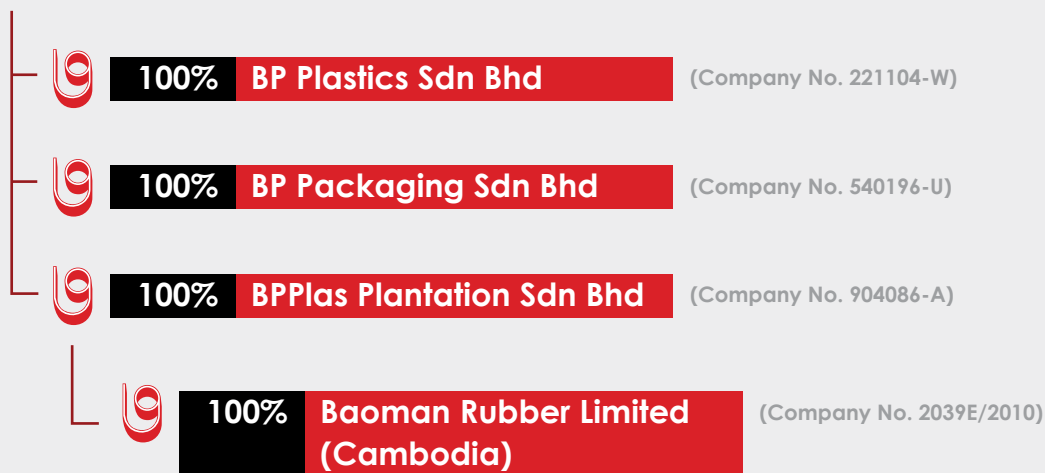 100% BP Plastics Sdn Bhd (Company No. 221104-W)
100% BP Packaging Sdn Bhd (Company No. 540196-U)
100% BPPlas Plantation Sdn Bhd (Company No. 904086-A)
100% Baoman Rubber Limited (Company No. 2039E/2010)
(Cambodia)